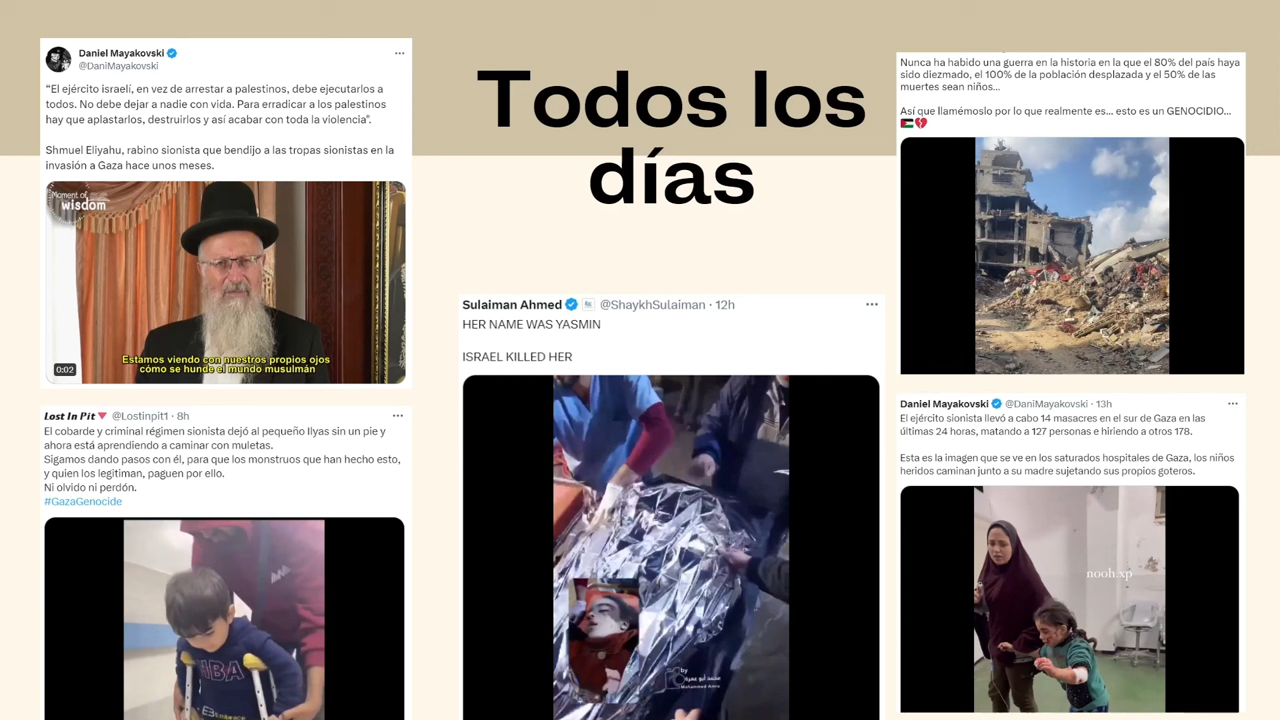 Daniel Mayakovski
@DaniMayakovski
“El ejército israelí, en vez de arrestar a palestinos, debe ejecutarlos a
todos. No debe dejar a nadie con vida. Para erradicar a los palestinos
hay que aplastarlos, destruirlos y así acabar con toda la violencia”.
Shmuel Eliyahu, rabino sionista que bendijo a las tropas sionistas en la
invasión a Gaza hace unos meses.
Moment of
wisdom
Estamos viendo con nuestros propios ojos
cómo se hunde el mundo musulmán
0:02
Lost In Pit @Lostinpit1 · 8h
El cobarde y criminal régimen sionista dejó al pequeño Ilyas sin un pie y
ahora está aprendiendo a caminar con muletas.
Sigamos dando pasos con él, para que los monstruos que han hecho esto,
y quien los legitiman, paguen por ello.
Ni olvido ni perdón.
#GazaGenocide
Todos los
días
Sulaiman Ahmed @ShaykhSulaiman · 12h
HER NAME WAS YASMIN
ISRAEL KILLED HER
by
محمد أبو عمرة
Mohammed Amra
Nunca ha habido una guerra en la historia en la que el 80% del país haya
sido diezmado, el 100% de la población desplazada y el 50% de las
muertes sean niños...
Así que llamémoslo por lo que realmente es... esto es un GENOCIDIO...
Daniel Mayakovski @DaniMayakovski · 13h
El ejército sionista llevó a cabo 14 masacres en el sur de Gaza en las
últimas 24 horas, matando a 127 personas e hiriendo a otros 178.
Esta es la imagen que se ve en los saturados hospitales de Gaza, los niños
heridos caminan junto a su madre sujetando sus propios goteros.
nooh.xp